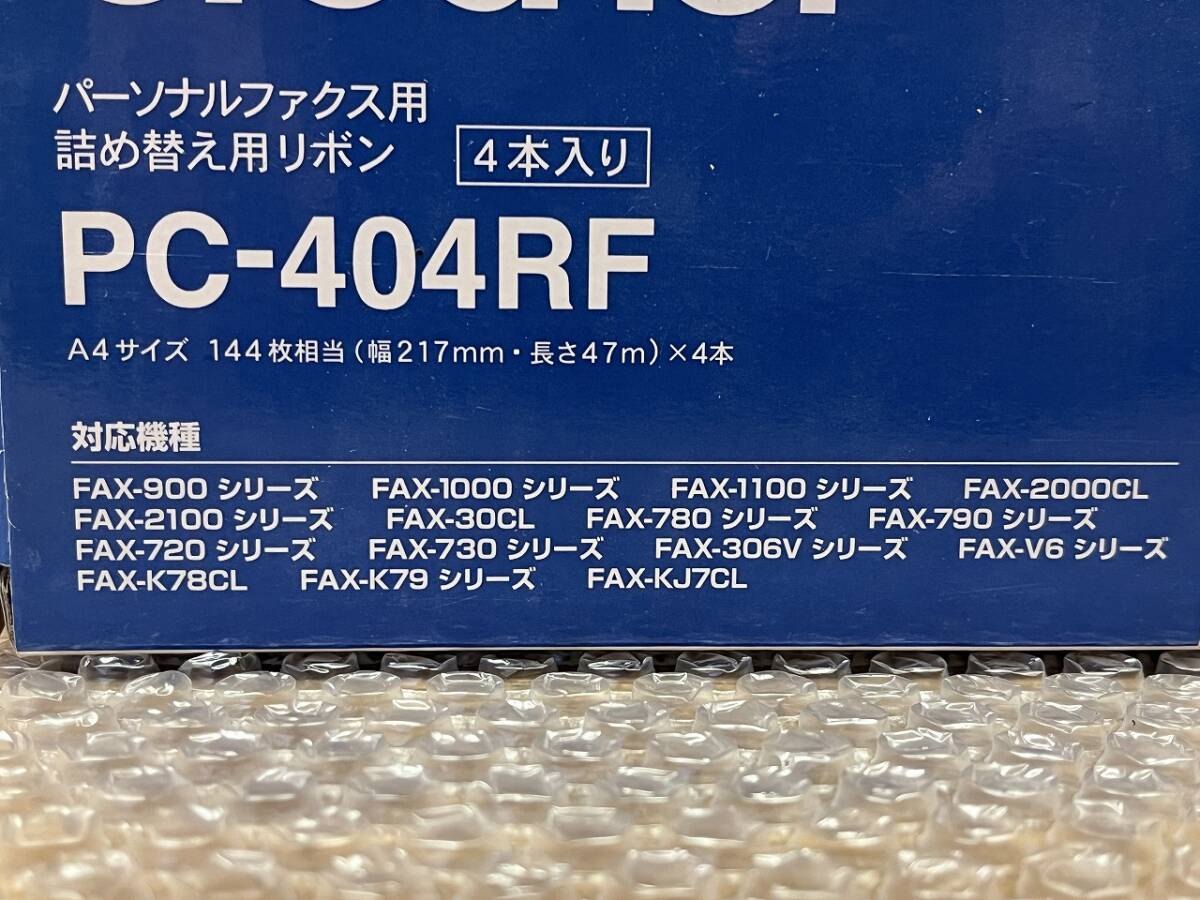 パーソナルファクス用
詰め替え用リボン 4本入り
PC-404RF
A4サイズ 144枚相当(幅217mm・長さ47m)×4本
対応機種
FAX-900 シリーズ FAX-1000 シリーズ FAX-1100 シリーズ FAX-2000CL
FAX-2100 シリーズ FAX-30CL FAX-780 シリーズ FAX-790 シリーズ
FAX-720 シリーズ FAX-730 シリーズ FAX-306V シリーズ FAX-V6 シリーズ
FAX-K78CL FAX-K79 シリーズ FAX-KJ7CL